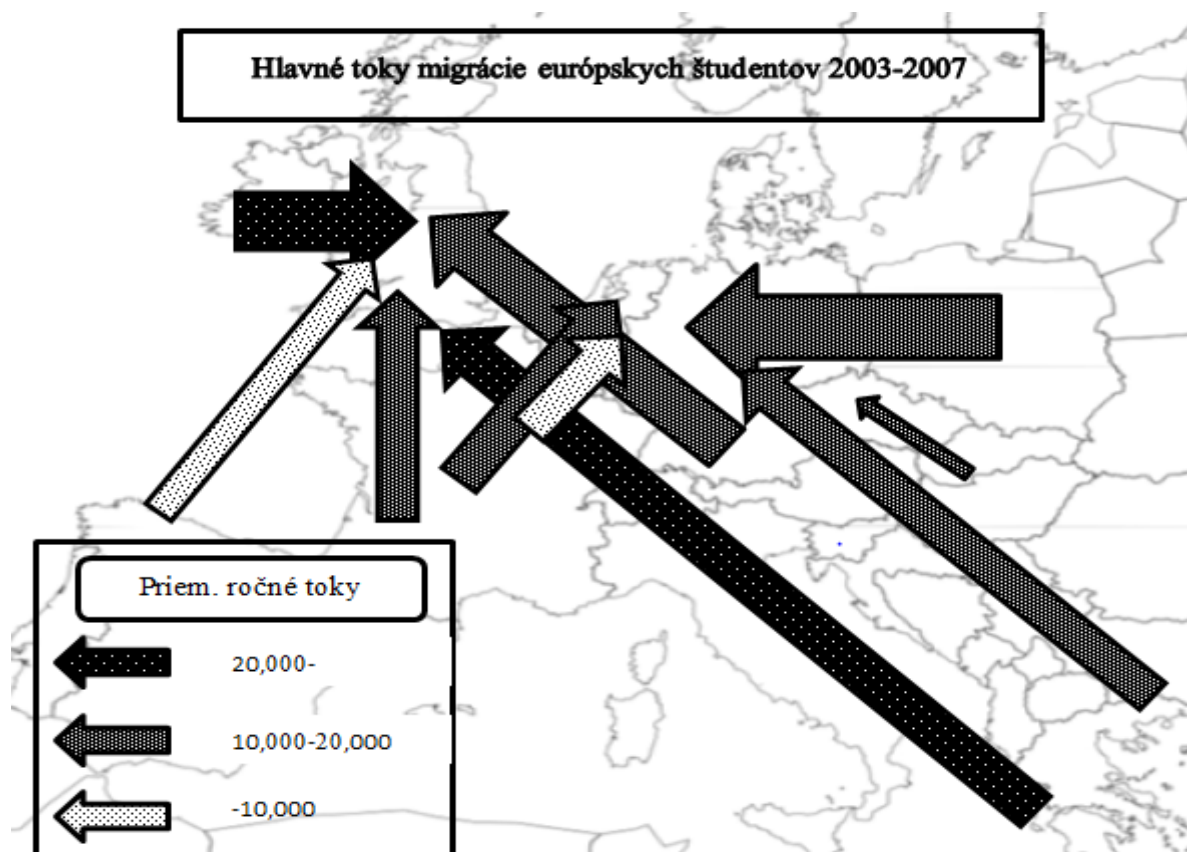 Hlavné toky migrácie európskych študentov 2003-2007
Priem. ročné toky
20,000-
10,000-20,000
-10,000